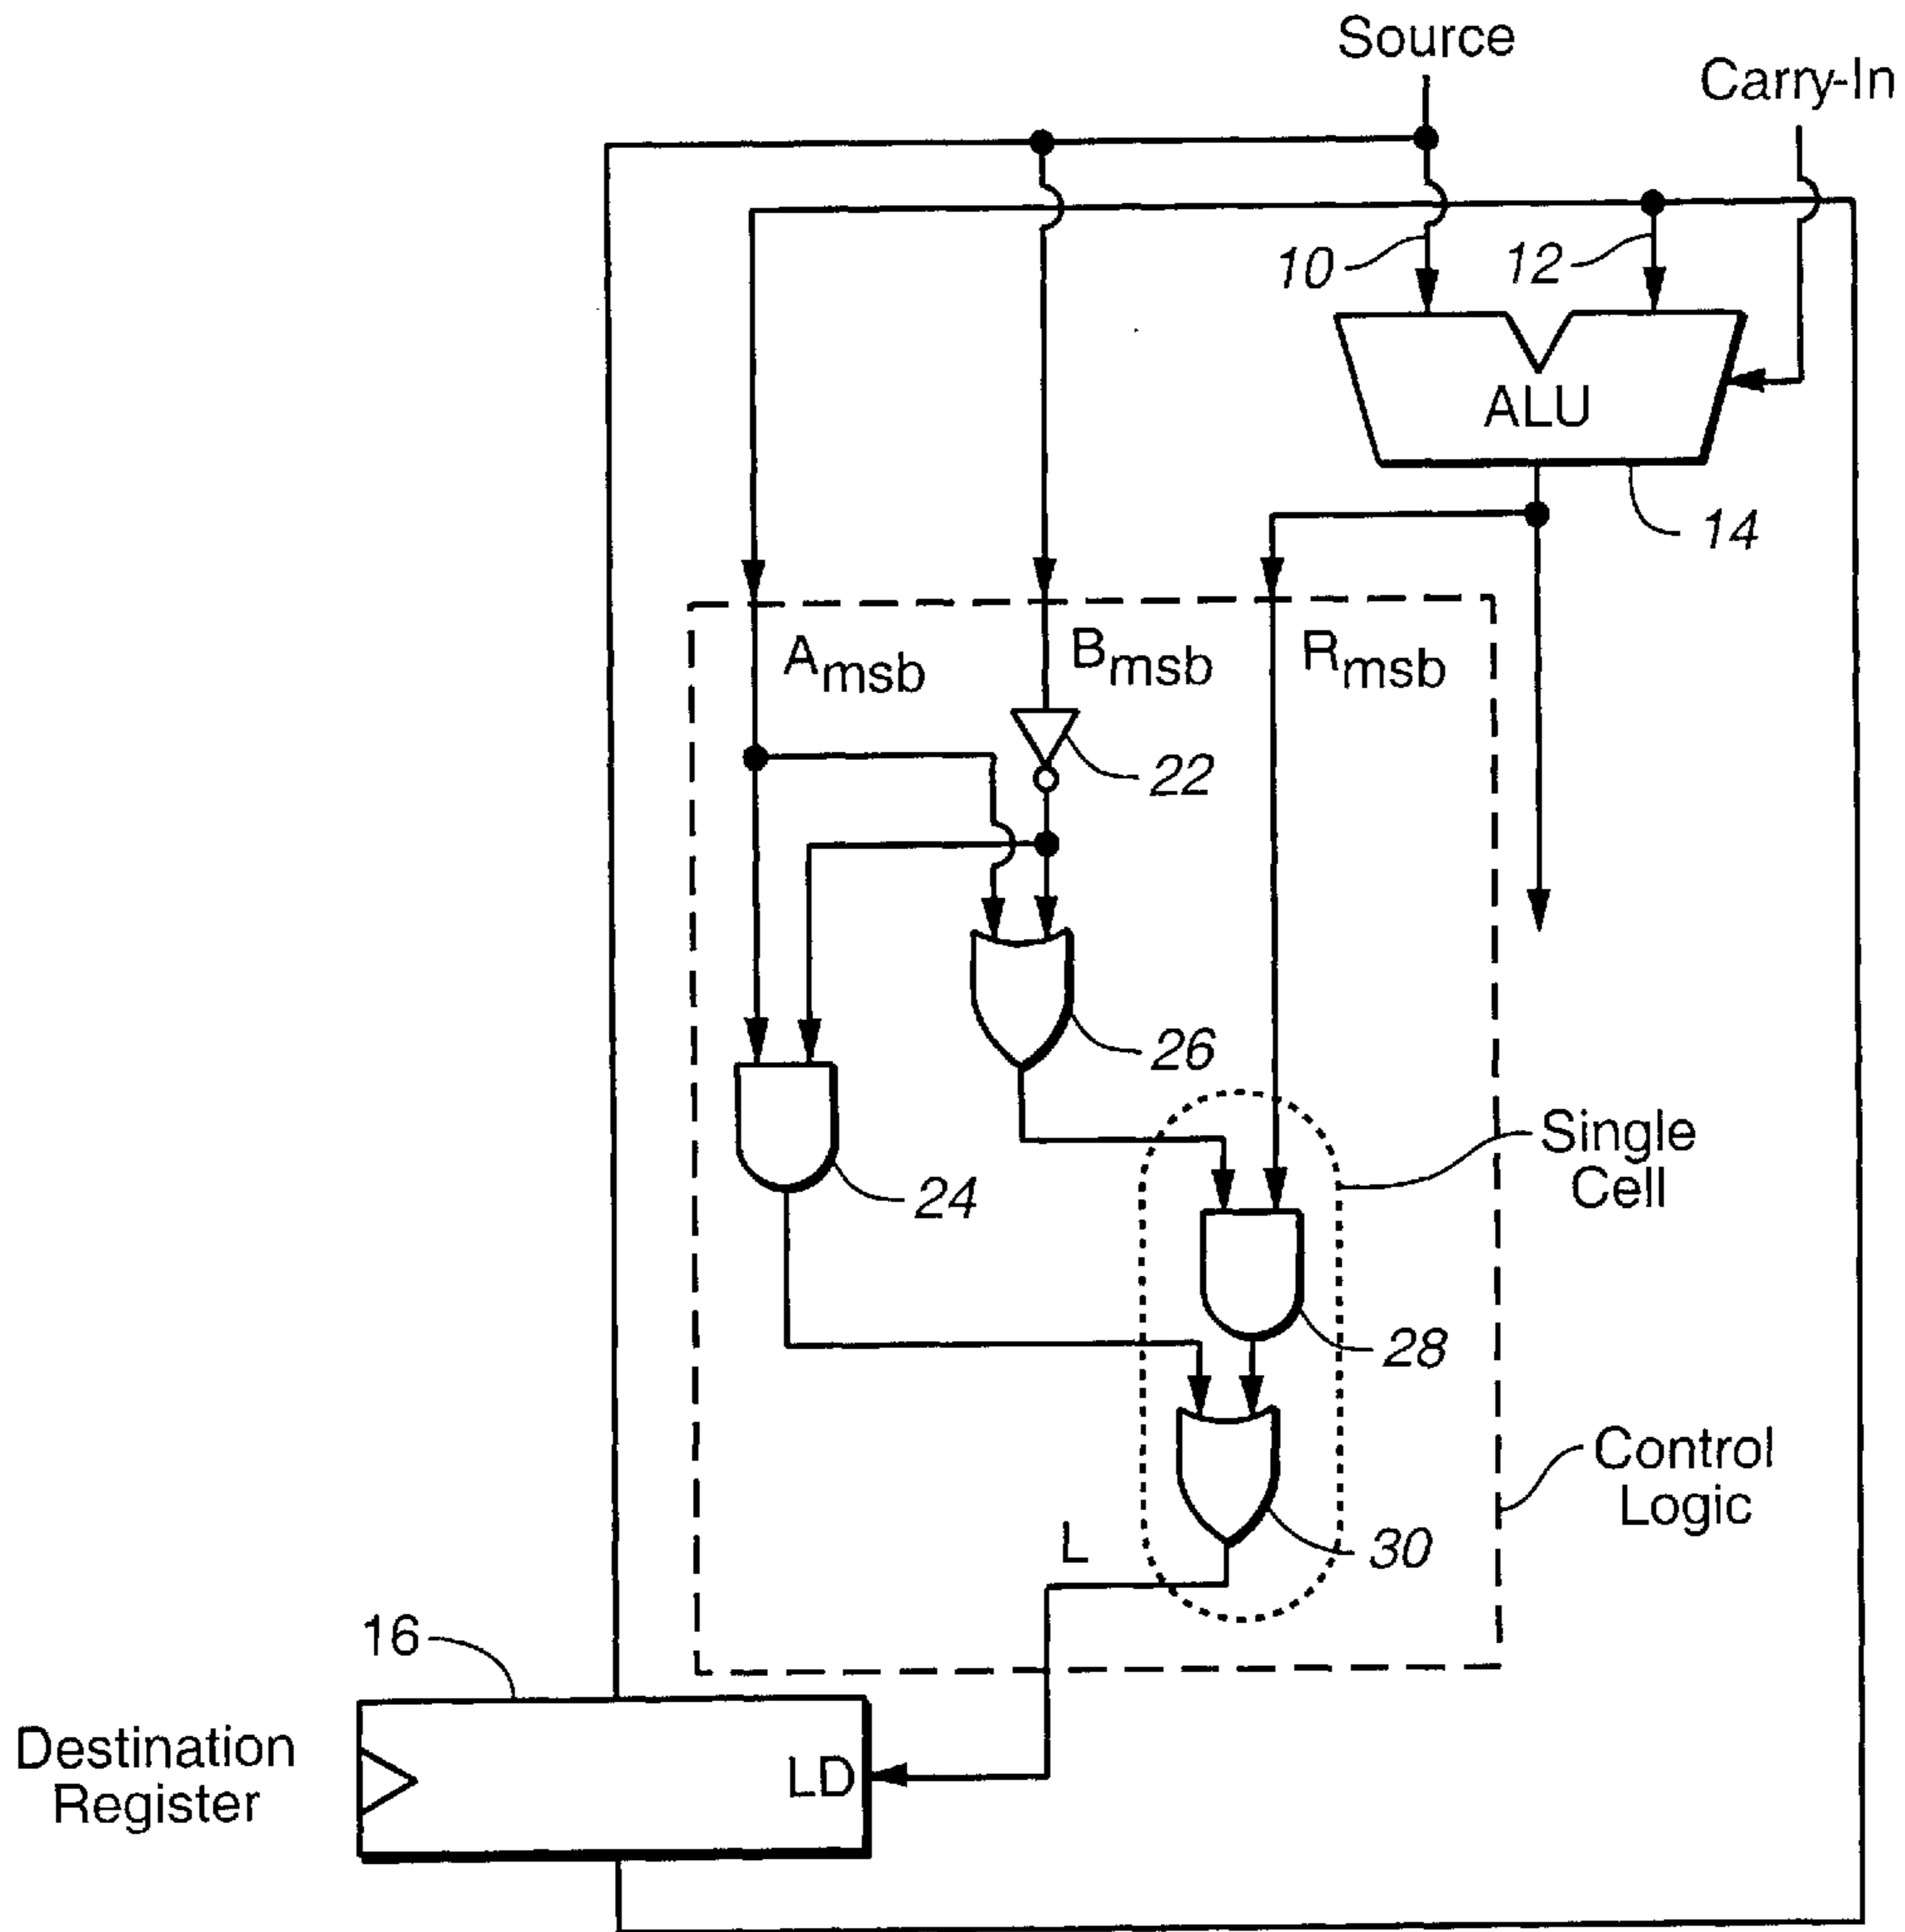 Source
Carry-In
10
12
ALU
14
Amsb
Bmsb
Rmsb
22
26
24
Single
Cell
28
Control
Logic
30
L
16
Destination
Register
LD